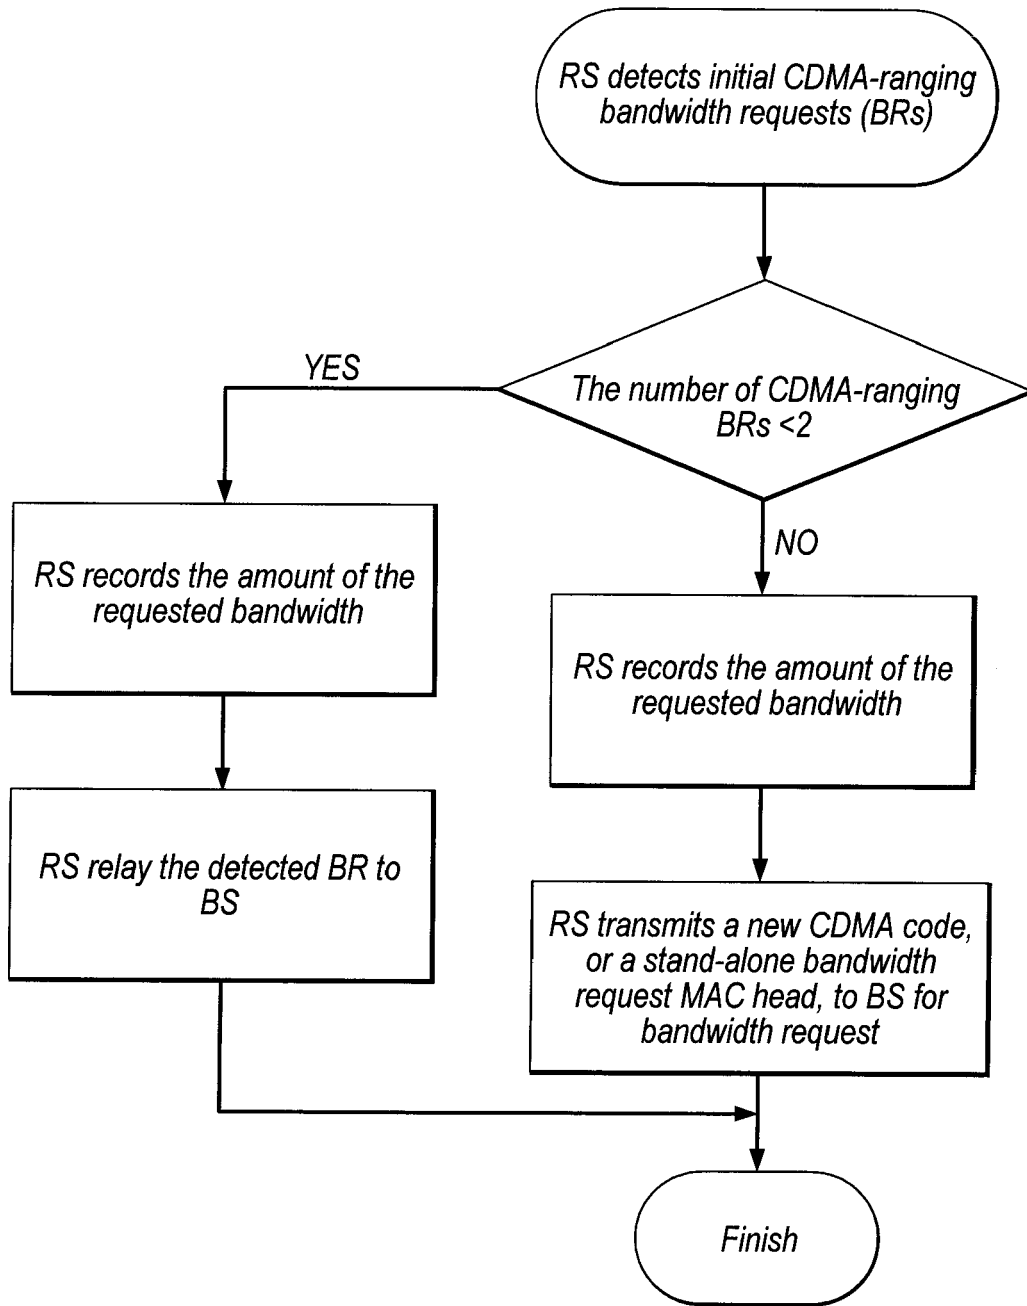 RS detects initial CDMA-ranging
bandwidth requests (BRs)
YES
The number of CDMA-ranging
BRs <2
NO
RS records the amount of the
requested bandwidth
RS records the amount of the
requested bandwidth
RS relay the detected BR to
BS
RS transmits a new CDMA code,
or a stand-alone bandwidth
request MAC head, to BS for
bandwidth request
Finish